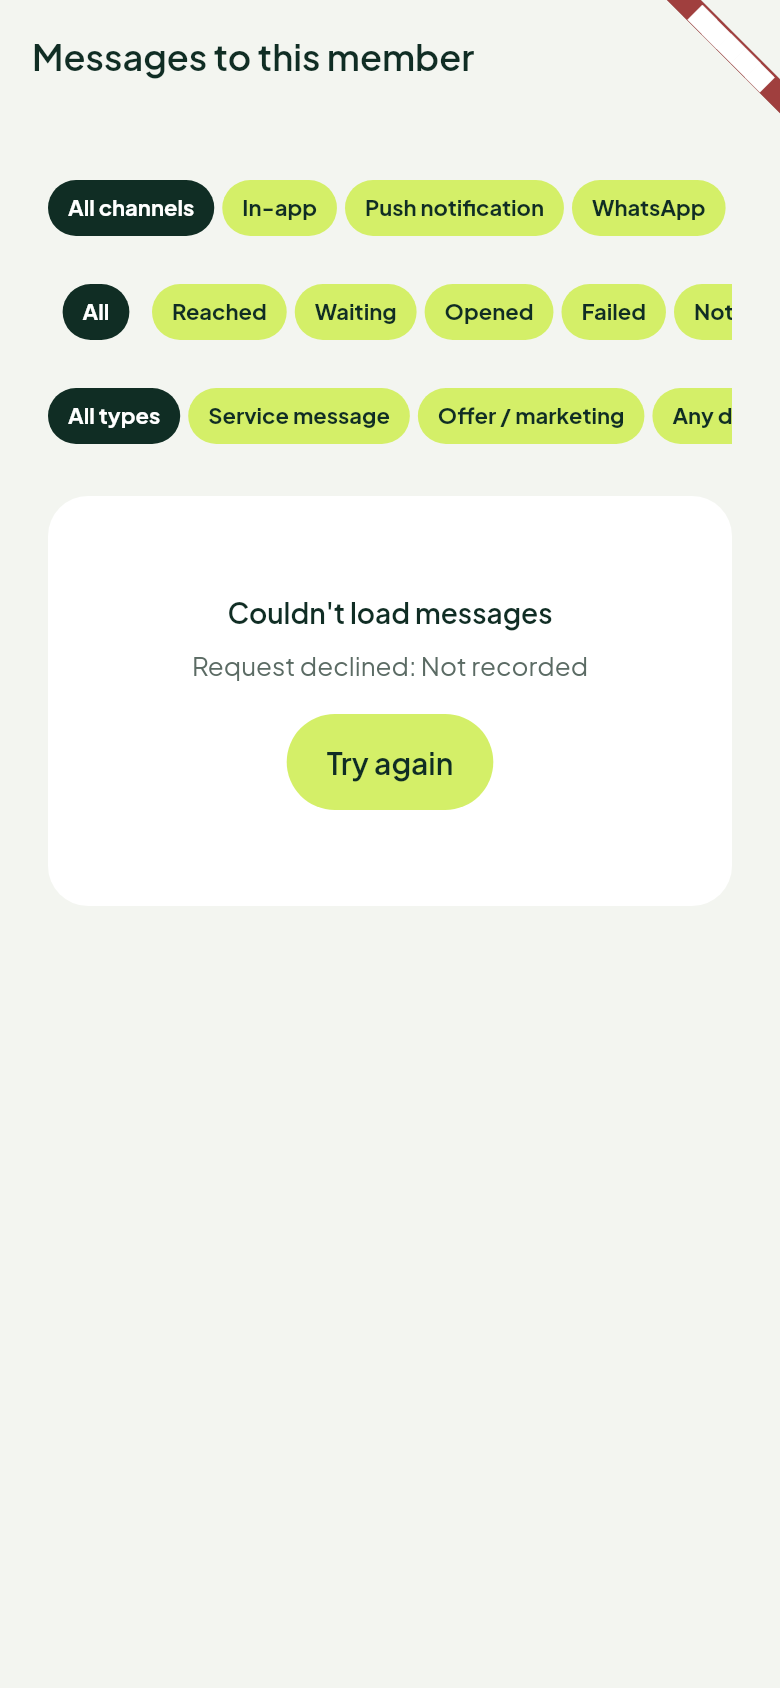 Messages to this member
All channels In-app Push notification WhatsApp
All Reached Waiting Opened Failed Not
All types Service message Offer / marketing Any d
Couldn't load messages
Request declined: Not recorded
Try again